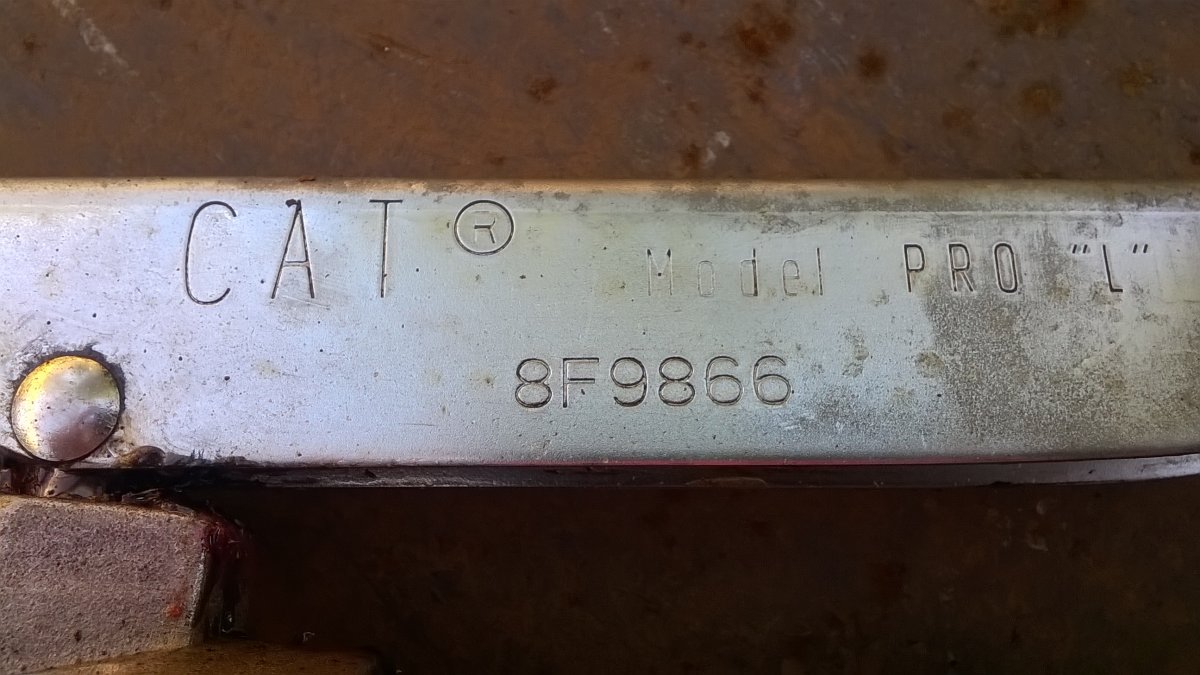 CAT® Model PRO "L"
8F9866